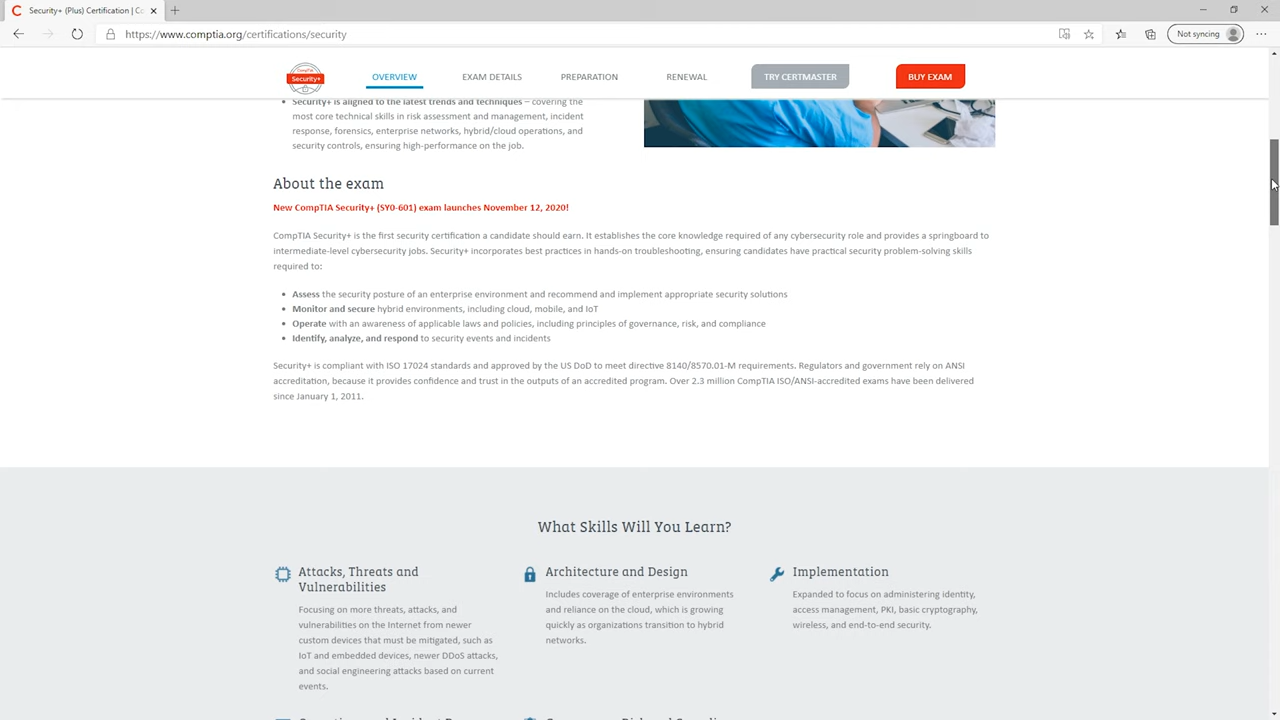 Security+ (Plus) Certification | Co
https://www.comptia.org/certifications/security
Not syncing
CompTIA
Security+
OVERVIEW
EXAM DETAILS
PREPARATION
RENEWAL
TRY CERTMASTER
BUY EXAM
• Security+ is aligned to the latest trends and techniques – covering the
most core technical skills in risk assessment and management, incident
response, forensics, enterprise networks, hybrid/cloud operations, and
security controls, ensuring high-performance on the job.
About the exam
New CompTIA Security+ (SY0-601) exam launches November 12, 2020!
CompTIA Security+ is the first security certification a candidate should earn. It establishes the core knowledge required of any cybersecurity role and provides a springboard to
intermediate-level cybersecurity jobs. Security+ incorporates best practices in hands-on troubleshooting, ensuring candidates have practical security problem-solving skills
required to:
• Assess the security posture of an enterprise environment and recommend and implement appropriate security solutions
• Monitor and secure hybrid environments, including cloud, mobile, and IoT
• Operate with an awareness of applicable laws and policies, including principles of governance, risk, and compliance
• Identify, analyze, and respond to security events and incidents
Security+ is compliant with ISO 17024 standards and approved by the US DoD to meet directive 8140/8570.01-M requirements. Regulators and government rely on ANSI
accreditation, because it provides confidence and trust in the outputs of an accredited program. Over 2.3 million CompTIA ISO/ANSI-accredited exams have been delivered
since January 1, 2011.
What Skills Will You Learn?
Attacks, Threats and
Vulnerabilities
Focusing on more threats, attacks, and
vulnerabilities on the Internet from newer
custom devices that must be mitigated, such as
IoT and embedded devices, newer DDoS attacks,
and social engineering attacks based on current
events.
Architecture and Design
Includes coverage of enterprise environments
and reliance on the cloud, which is growing
quickly as organizations transition to hybrid
networks.
Implementation
Expanded to focus on administering identity,
access management, PKI, basic cryptography,
wireless, and end-to-end security.